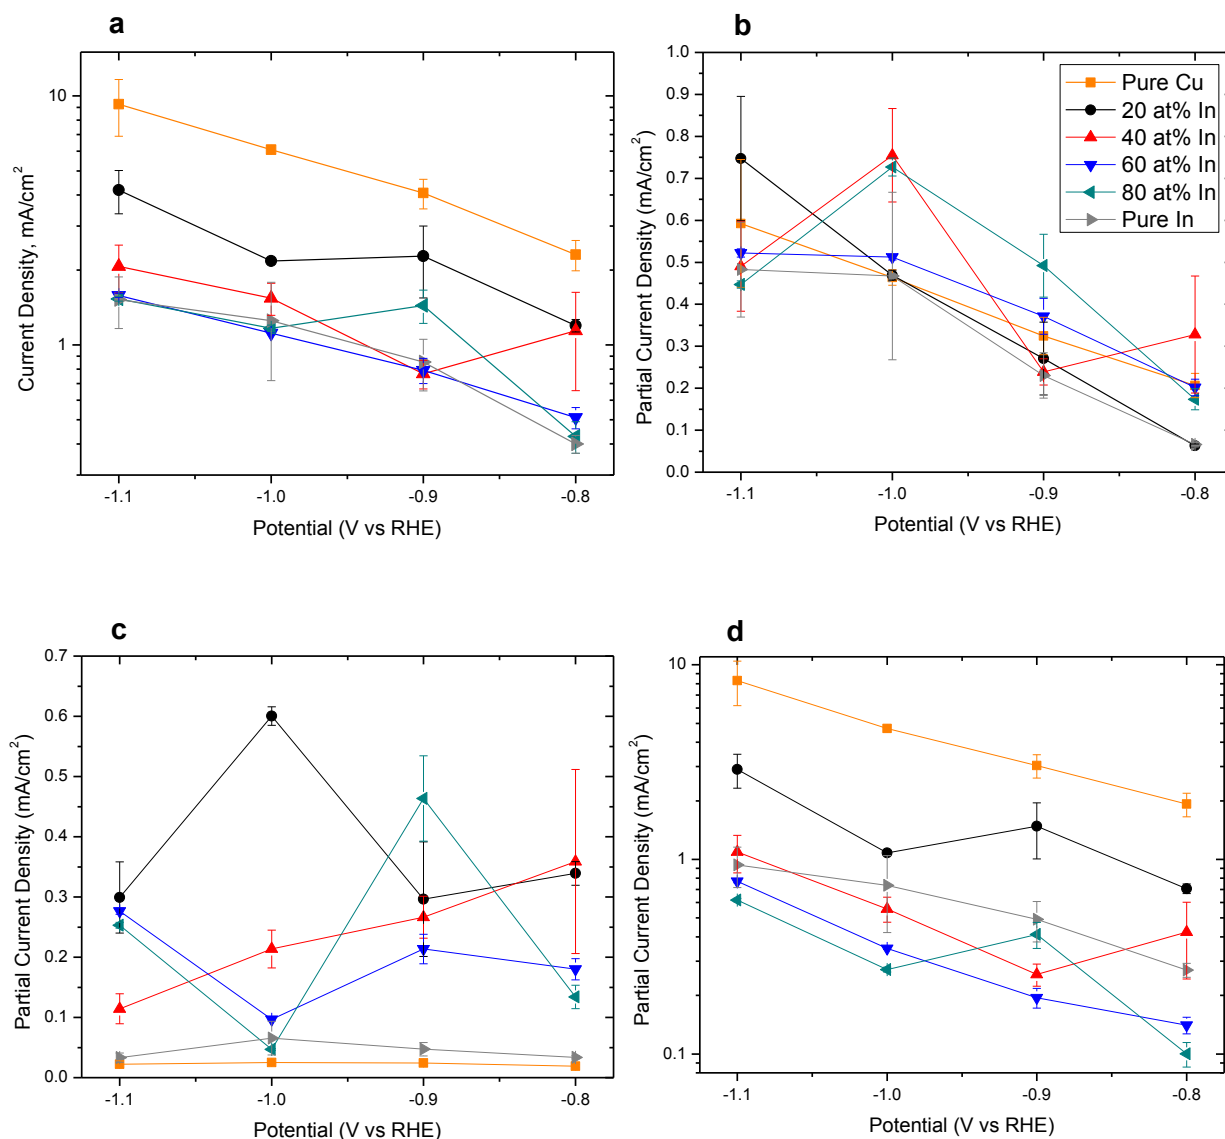 a
10
1
Current Density, mA/cm²
-1.1 -1.0 -0.9 -0.8
Potential (V vs RHE)
b
1.0
0.9
0.8
0.7
0.6
0.5
0.4
0.3
0.2
0.1
0.0
Partial Current Density (mA/cm²)
-1.1 -1.0 -0.9 -0.8
Potential (V vs RHE)
Pure Cu
20 at% In
40 at% In
60 at% In
80 at% In
Pure In
c
0.7
0.6
0.5
0.4
0.3
0.2
0.1
0.0
Partial Current Density (mA/cm²)
-1.1 -1.0 -0.9 -0.8
Potential (V vs RHE)
d
10
1
0.1
Partial Current Density (mA/cm²)
-1.1 -1.0 -0.9 -0.8
Potential (V vs RHE)